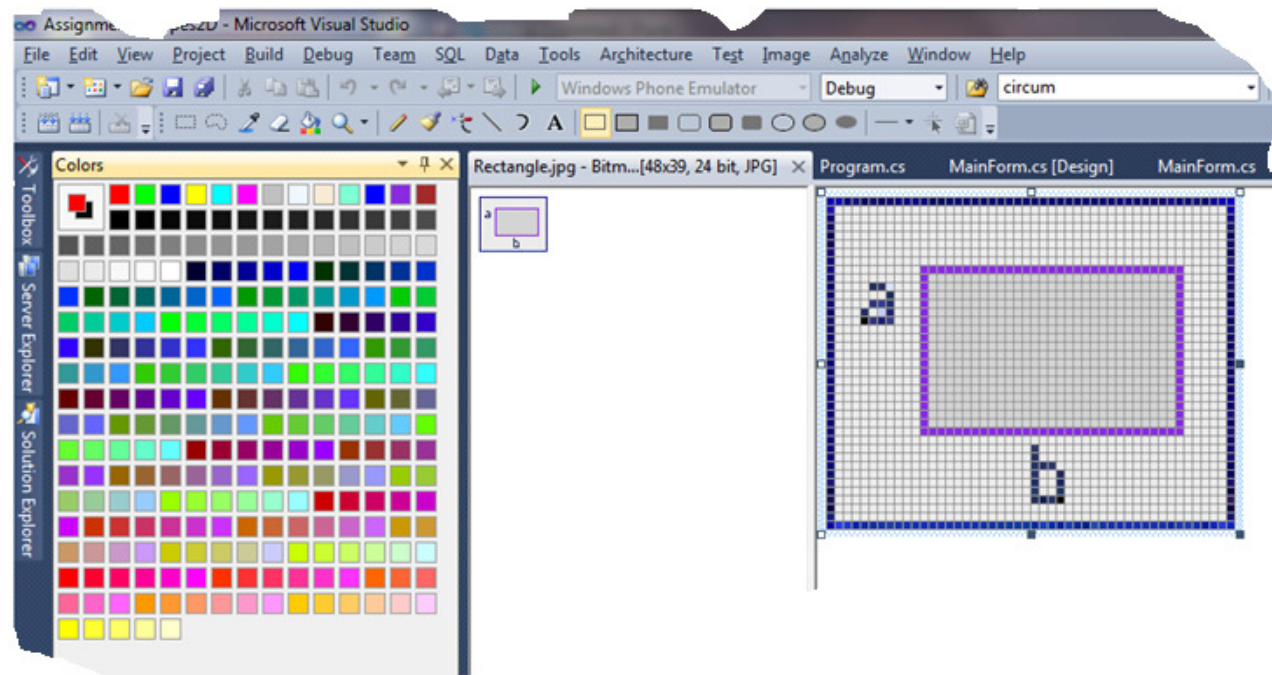 Microsoft Visual Studio
File Edit View Project Build Debug Team SQL Data Tools Architecture Test Image Analyze Window Help
Windows Phone Emulator Debug circum
A
Colors
Rectangle.jpg - Bitm...[48x39, 24 bit, JPG] Program.cs MainForm.cs [Design] MainForm.cs
Toolbox
Server Explorer
Solution Explorer
a
b
a
b